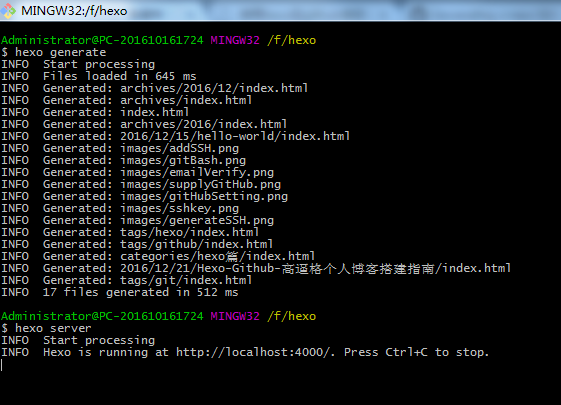 MINGW32:/f/hexo
Administrator@PC-201610161724 MINGW32 /f/hexo
$ hexo generate
INFO  Start processing
INFO  Files loaded in 645 ms
INFO  Generated: archives/2016/12/index.html
INFO  Generated: archives/index.html
INFO  Generated: index.html
INFO  Generated: archives/2016/index.html
INFO  Generated: 2016/12/15/hello-world/index.html
INFO  Generated: images/addSSH.png
INFO  Generated: images/gitBash.png
INFO  Generated: images/emailVerify.png
INFO  Generated: images/supplyGitHub.png
INFO  Generated: images/gitHubSetting.png
INFO  Generated: images/sshkey.png
INFO  Generated: images/generateSSH.png
INFO  Generated: tags/hexo/index.html
INFO  Generated: tags/github/index.html
INFO  Generated: categories/hexo篇/index.html
INFO  Generated: 2016/12/21/Hexo-Github-高逼格个人博客搭建指南/index.html
INFO  Generated: tags/git/index.html
INFO  17 files generated in 512 ms
Administrator@PC-201610161724 MINGW32 /f/hexo
$ hexo server
INFO  Start processing
INFO  Hexo is running at http://localhost:4000/. Press Ctrl+C to stop.